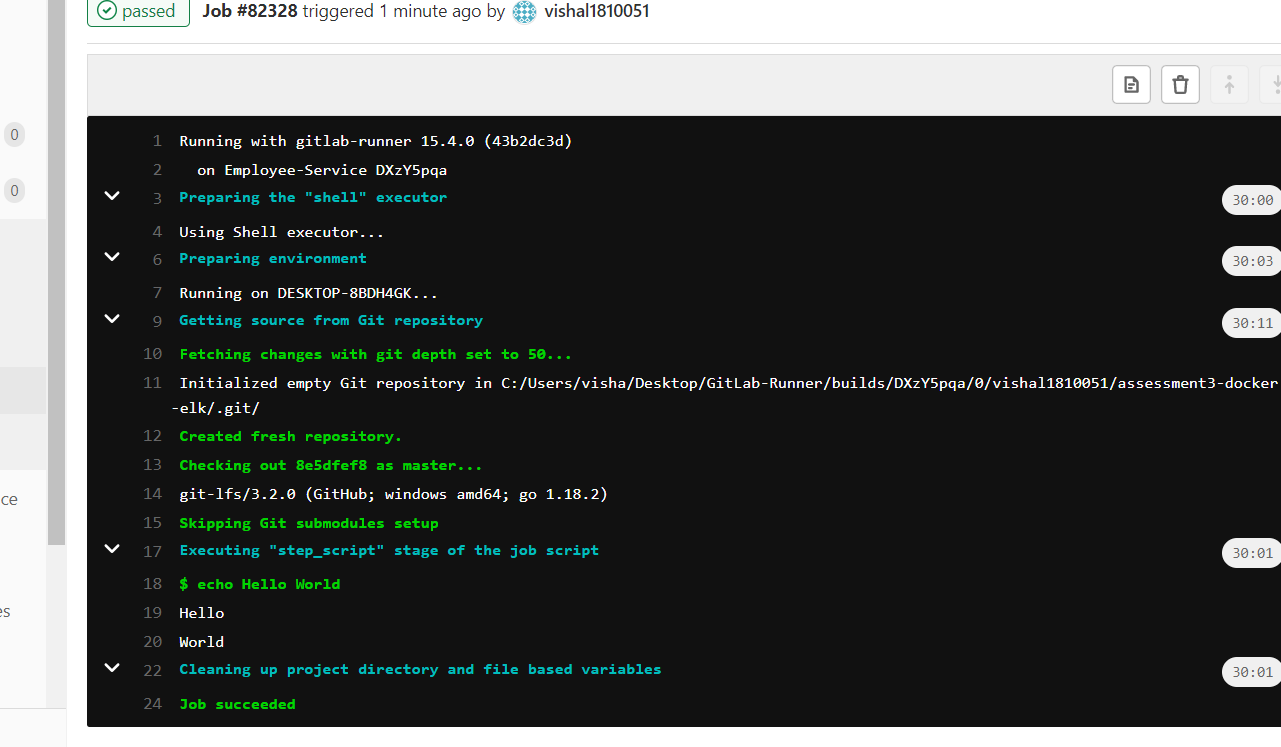 passed Job #82328 triggered 1 minute ago by vishal1810051
0
0
ce
es
1 Running with gitlab-runner 15.4.0 (43b2dc3d)
2 on Employee-Service DXzY5pqa
3 Preparing the "shell" executor 30:00
4 Using Shell executor...
6 Preparing environment 30:03
7 Running on DESKTOP-8BDH4GK...
9 Getting source from Git repository 30:11
10 Fetching changes with git depth set to 50...
11 Initialized empty Git repository in C:/Users/visha/Desktop/GitLab-Runner/builds/DXzY5pqa/0/vishal1810051/assessment3-docker
-elk/.git/
12 Created fresh repository.
13 Checking out 8e5dfef8 as master...
14 git-lfs/3.2.0 (GitHub; windows amd64; go 1.18.2)
15 Skipping Git submodules setup
17 Executing "step_script" stage of the job script 30:01
18 $ echo Hello World
19 Hello
20 World
22 Cleaning up project directory and file based variables 30:01
24 Job succeeded